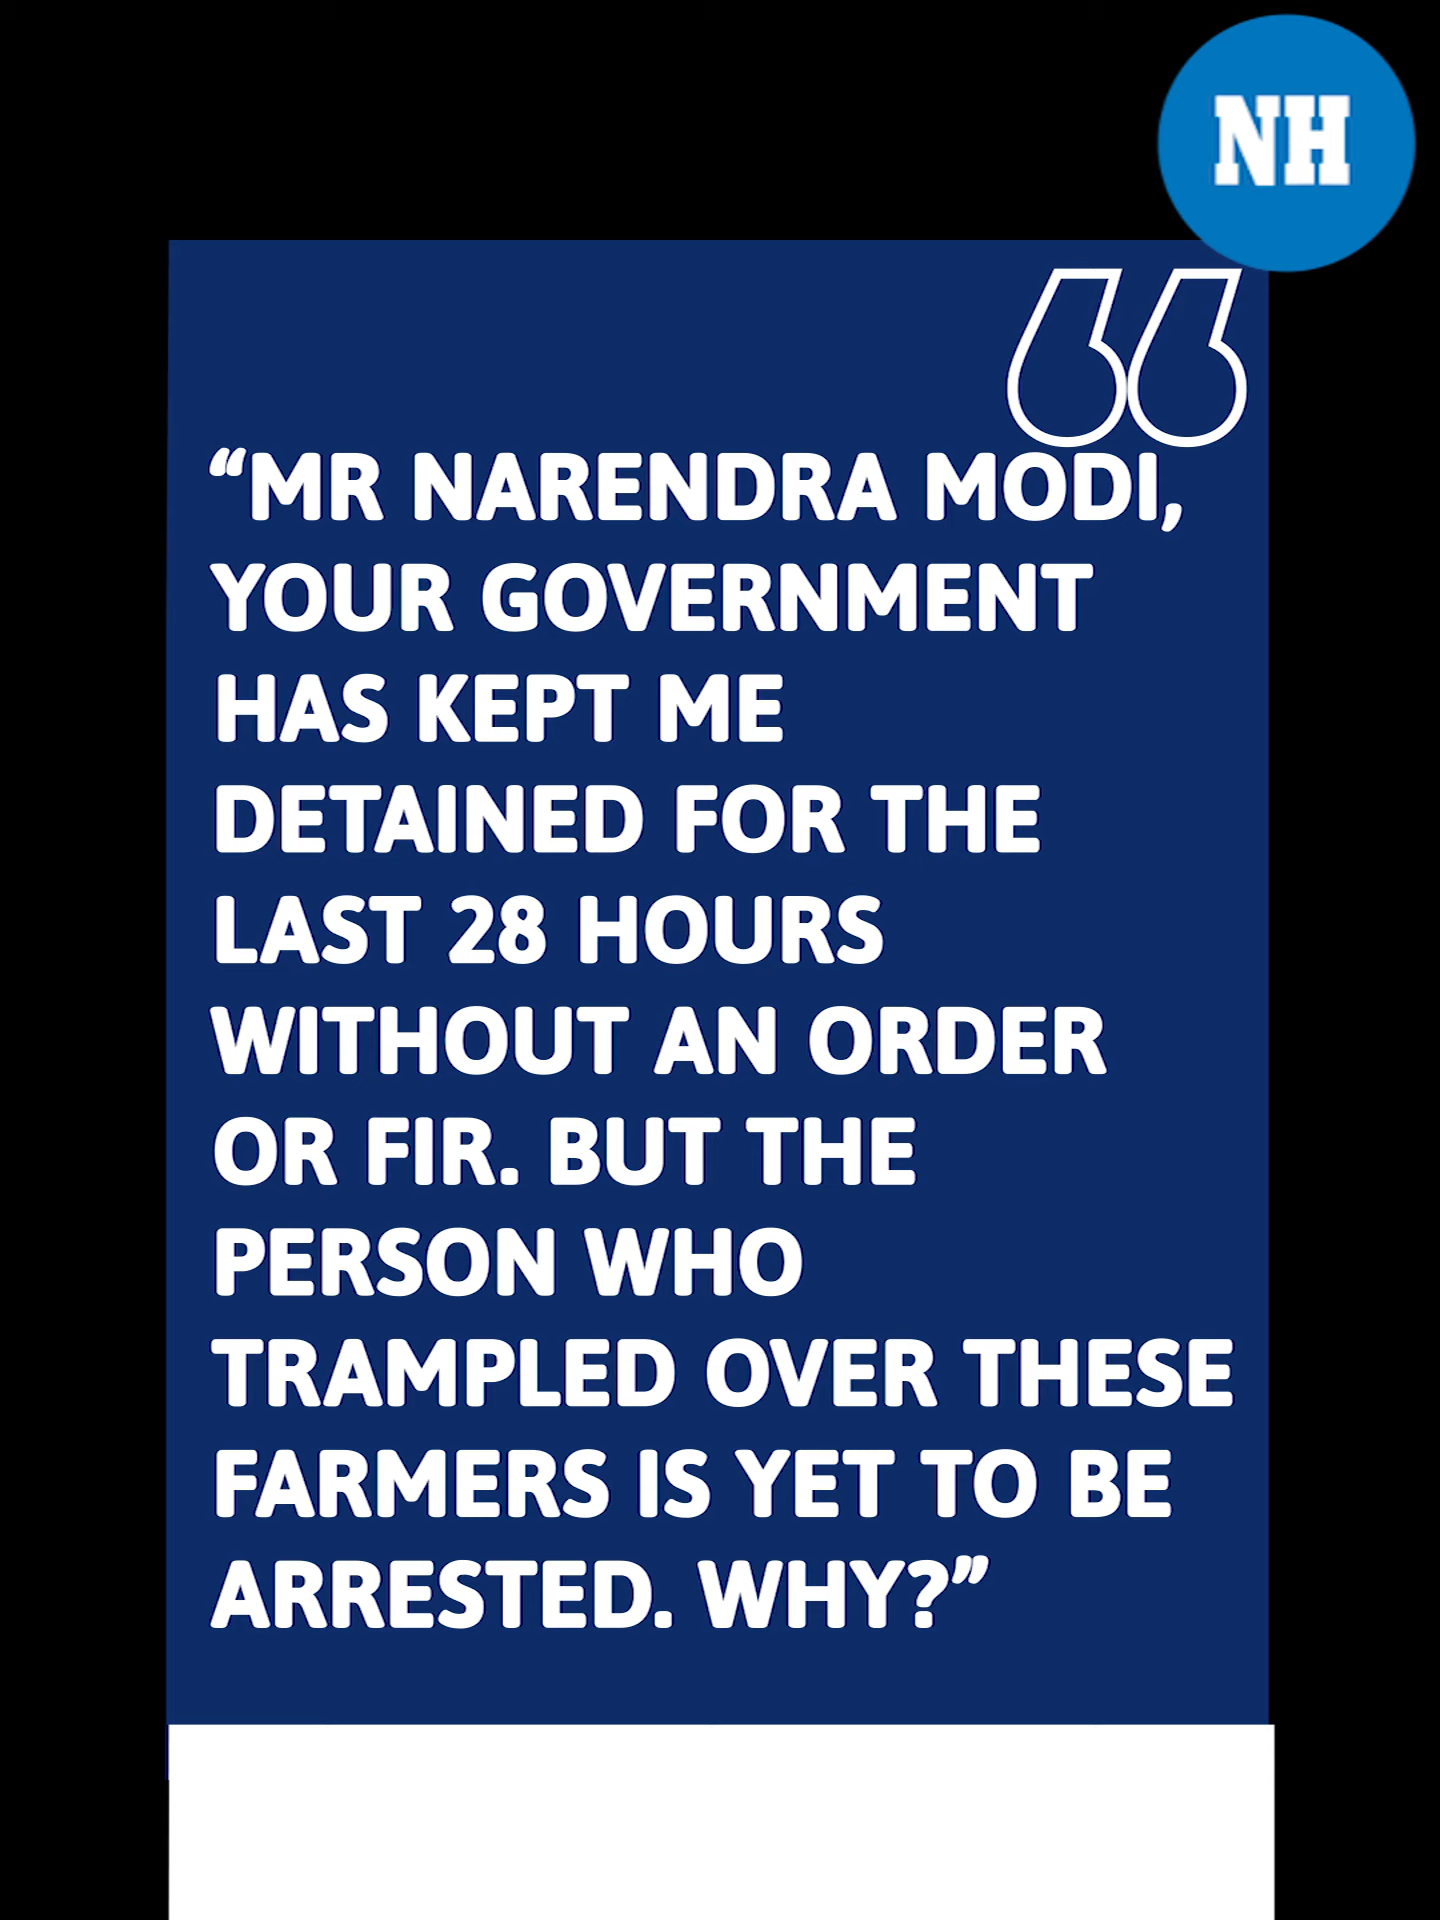 NH
“MR NARENDRA MODI,
YOUR GOVERNMENT
HAS KEPT ME
DETAINED FOR THE
LAST 28 HOURS
WITHOUT AN ORDER
OR FIR. BUT THE
PERSON WHO
TRAMPLED OVER THESE
FARMERS IS YET TO BE
ARRESTED. WHY?”